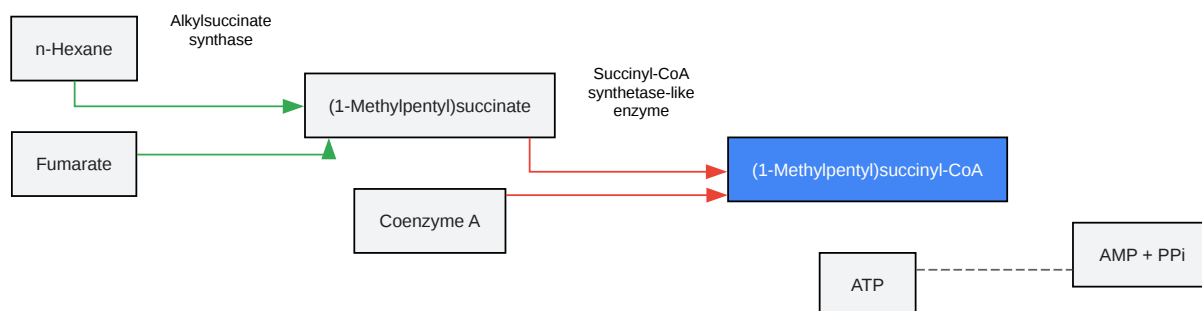 n-Hexane
Alkylsuccinate
synthase
(1-Methylpentyl)succinate
Succinyl-CoA
synthetase-like
enzyme
Fumarate
(1-Methylpentyl)succinyl-CoA
Coenzyme A
ATP
AMP + PPi